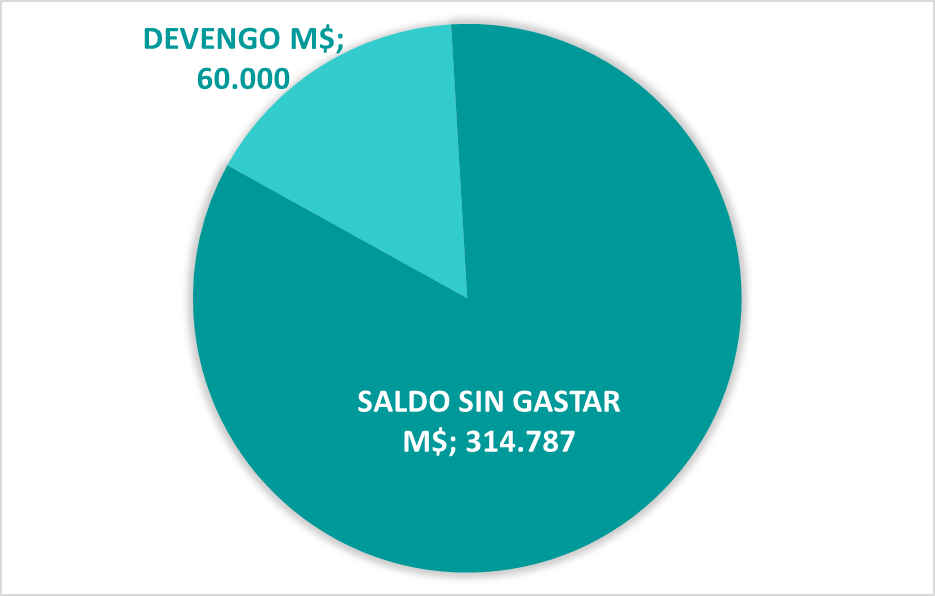 DEVENGO M$;
60.000
SALDO SIN GASTAR
M$; 314.787